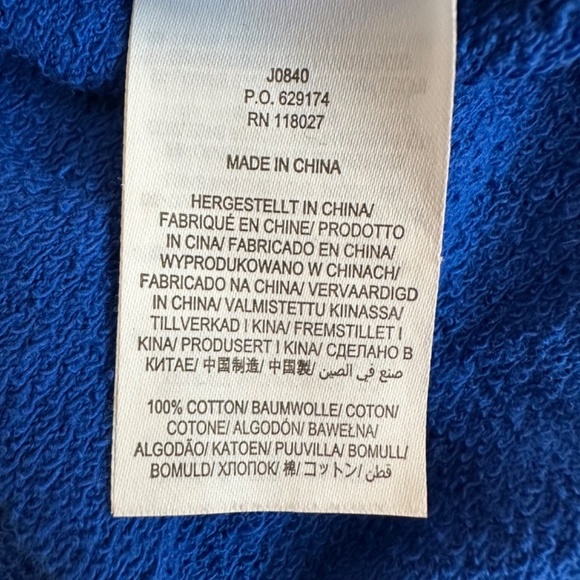 J0840
P.O. 629174
RN 118027
MADE IN CHINA
HERGESTELLT IN CHINA/
FABRIQUÉ EN CHINE/ PRODOTTO
IN CINA/ FABRICADO EN CHINA/
WYPRODUKOWANO W CHINACH/
FABRICADO NA CHINA/ VERVAARDIGD
IN CHINA/ VALMISTETTU KIINASSA/
TILLVERKAD I KINA/ FREMSTILLET I
KINA/ PRODUSERT I KINA/ СДЕЛАНО В
КИТАЕ/ 中国制造/ 中国製/ صنع في الصين
100% COTTON/ BAUMWOLLE/ COTON/
COTONE/ ALGODÓN/ BAWEŁNA/
ALGODÃO/ KATOEN/ PUUVILLA/ BOMULL/
BOMULD/ ХЛОПОК/ 棉/ コットン/ قطن